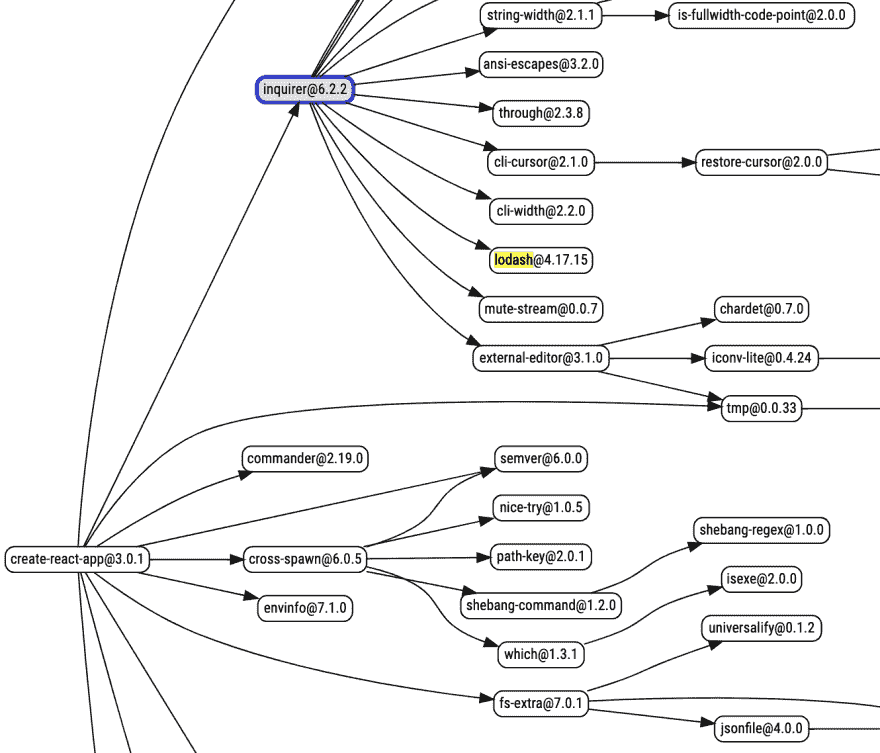 string-width@2.1.1
is-fullwidth-code-point@2.0.0
ansi-escapes@3.2.0
inquirer@6.2.2
through@2.3.8
cli-cursor@2.1.0
restore-cursor@2.0.0
cli-width@2.2.0
lodash@4.17.15
mute-stream@0.0.7
chardet@0.7.0
external-editor@3.1.0
iconv-lite@0.4.24
tmp@0.0.33
commander@2.19.0
semver@6.0.0
nice-try@1.0.5
shebang-regex@1.0.0
create-react-app@3.0.1
cross-spawn@6.0.5
path-key@2.0.1
isexe@2.0.0
envinfo@7.1.0
shebang-command@1.2.0
universalify@0.1.2
which@1.3.1
fs-extra@7.0.1
jsonfile@4.0.0